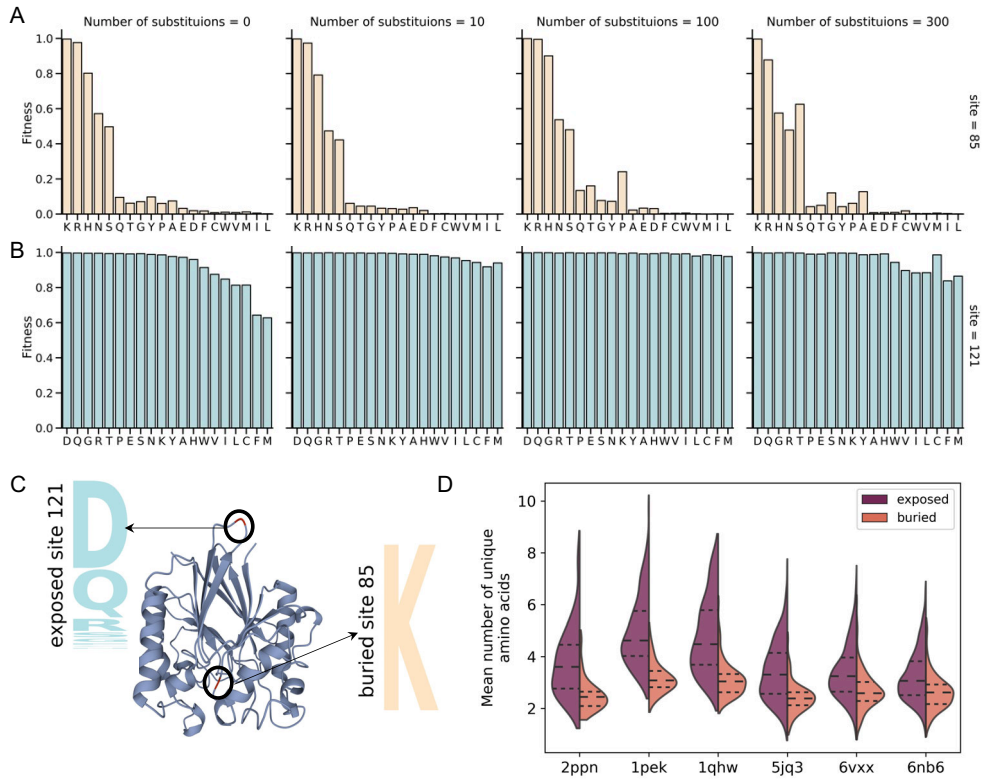 A
Number of substituions = 0
Number of substituions = 10
Number of substituions = 100
Number of substituions = 300
Fitness
1.0
0.8
0.6
0.4
0.2
0.0
K R H N S Q T G Y P A E D F C W V M I L
K R H N S Q T G Y P A E D F C W V M I L
K R H N S Q T G Y P A E D F C W V M I L
K R H N S Q T G Y P A E D F C W V M I L
site = 85
B
Fitness
1.0
0.8
0.6
0.4
0.2
0.0
D Q G R T P E S N K Y A H W V I L C F M
D Q G R T P E S N K Y A H W V I L C F M
D Q G R T P E S N K Y A H W V I L C F M
D Q G R T P E S N K Y A H W V I L C F M
site = 121
C
exposed site 121
D
Q
R
buried site 85
K
D
Mean number of unique
amino acids
10
8
6
4
2
exposed
buried
2ppn 1pek 1qhw 5jq3 6vxx 6nb6